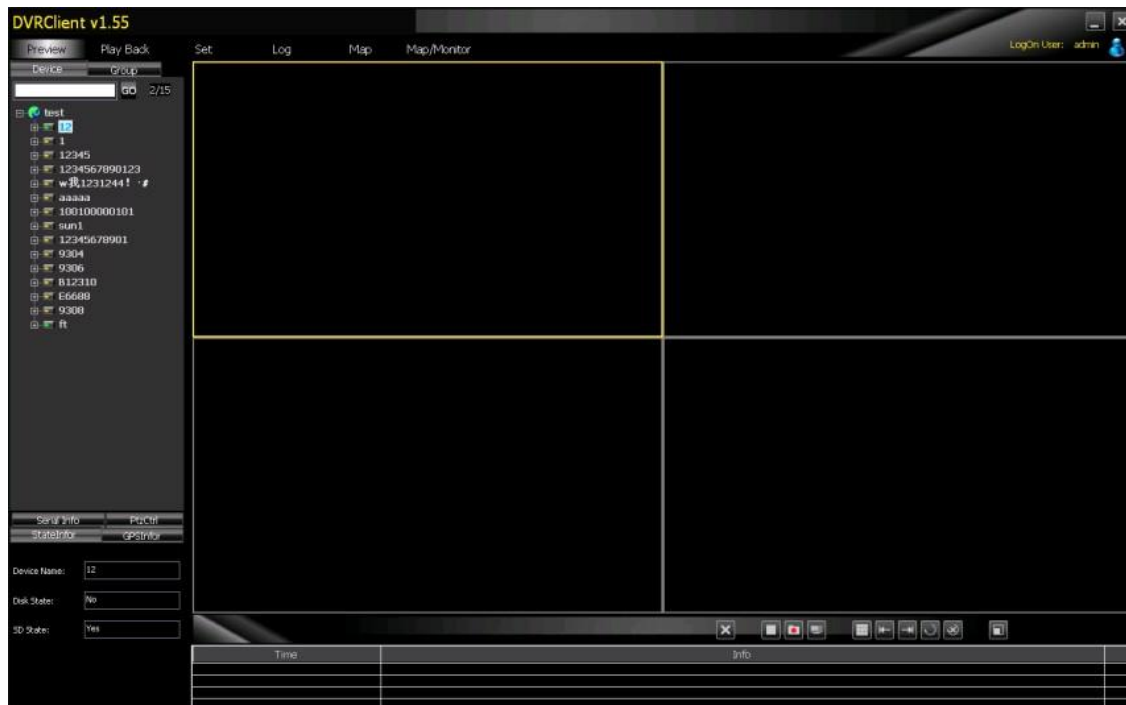 DVRClient v1.55
Preview Play Back Set Log Map Map/Monitor LogOn User: admin
Device Group
GO 2/15
test
12
1
12345
1234567890123
w我1231244！·#
aaaaa
100100000101
sun1
12345678901
9304
9306
B12310
E6688
9308
ft
Serial Info PtzCtrl
StateInfor GPSInfor
Device Name: 12
Disk State: No
SD State: Yes
Time Info